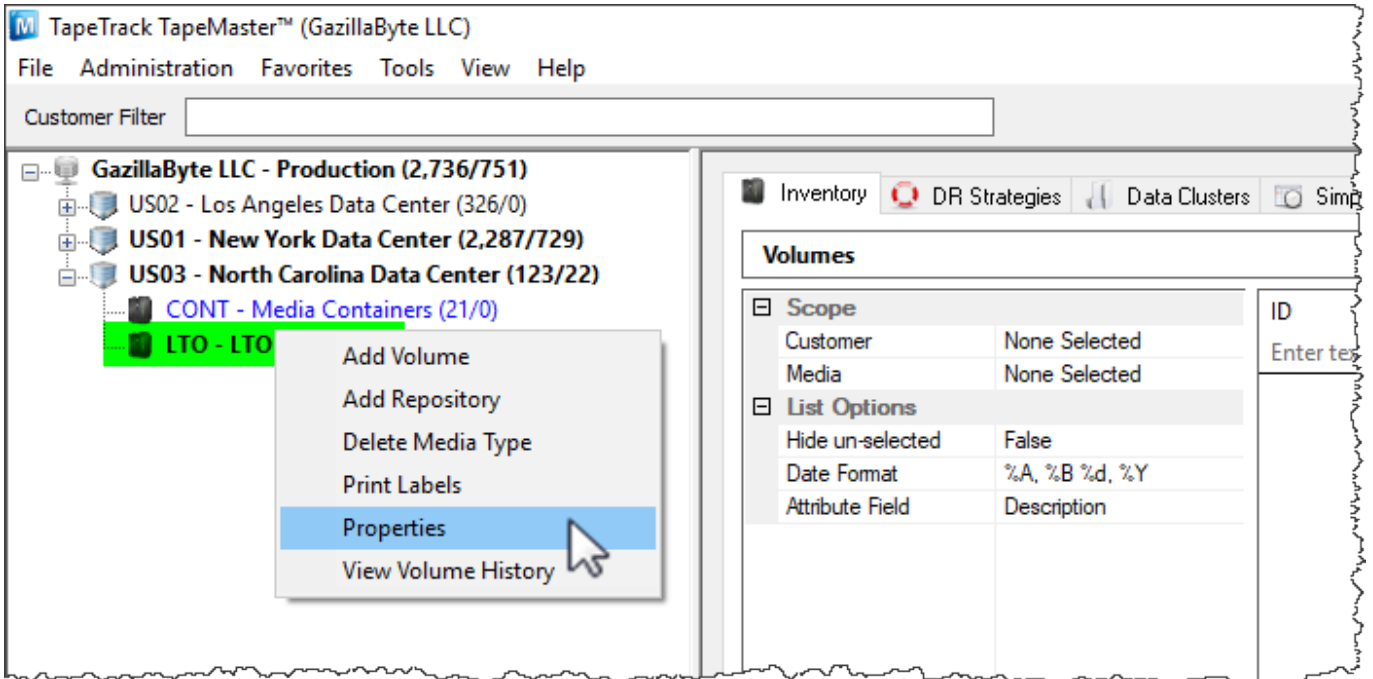 TapeTrack TapeMaster™ (GazillaByte LLC)
File Administration Favorites Tools View Help
Customer Filter
GazillaByte LLC - Production (2,736/751)
US02 - Los Angeles Data Center (326/0)
US01 - New York Data Center (2,287/729)
US03 - North Carolina Data Center (123/22)
CONT - Media Containers (21/0)
LTO - LTO
Add Volume
Add Repository
Delete Media Type
Print Labels
Properties
View Volume History
Inventory DR Strategies Data Clusters
Volumes
Scope
Customer None Selected
Media None Selected
List Options
Hide un-selected False
Date Format %A, %B %d, %Y
Attribute Field Description
ID
Enter